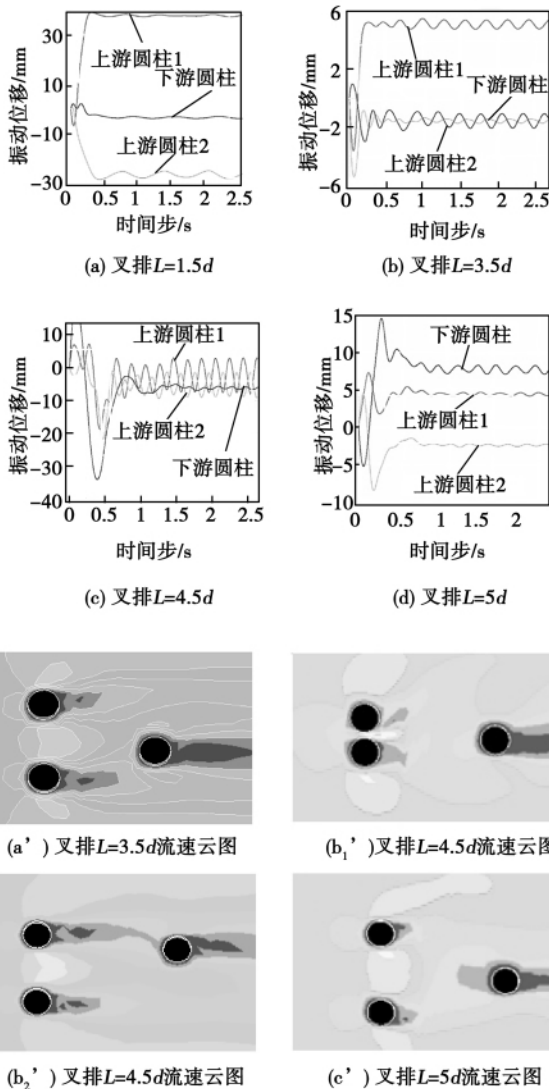 40
30
10
-10
-30
振动位移/mm
上游圆柱1
下游圆柱
上游圆柱2
0 0.5 1 1.5 2 2.5
时间步/s
(a) 叉排L=1.5d
6
2
-2
-6
振动位移/mm
上游圆柱1
下游圆柱
上游圆柱2
0 0.5 1 1.5 2 2.5
时间步/s
(b) 叉排L=3.5d
10
0
-10
-20
-30
-40
振动位移/mm
上游圆柱1
上游圆柱2
下游圆柱
0 0.5 1 1.5 2 2.5
时间步/s
(c) 叉排L=4.5d
15
10
5
0
-5
-10
振动位移/mm
下游圆柱
上游圆柱1
上游圆柱2
0 0.5 1 1.5 2
时间步/s
(d) 叉排L=5d
(a’) 叉排L=3.5d流速云图
(b₁’)叉排L=4.5d流速云图
(b₂’) 叉排L=4.5d流速云图
(c’) 叉排L=5d流速云图